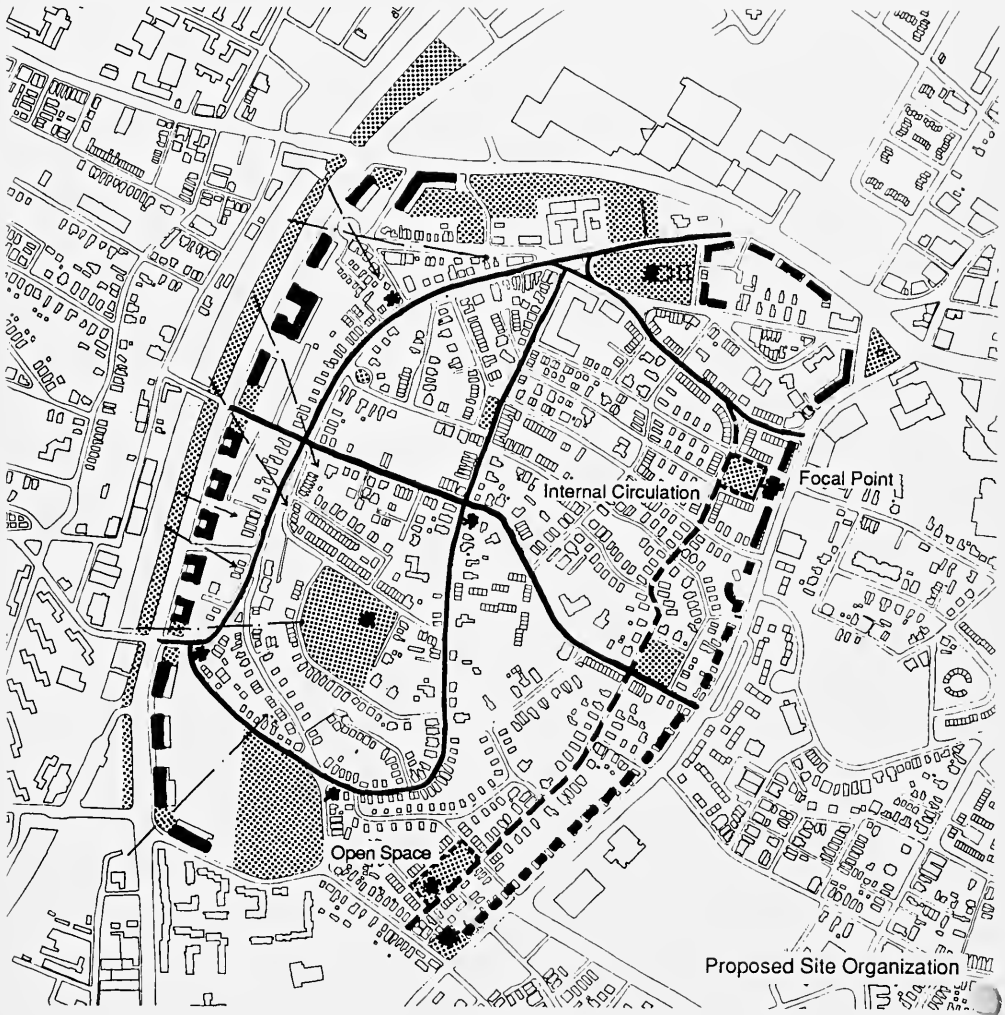 Internal Circulation
Focal Point
Open Space
Proposed Site Organization